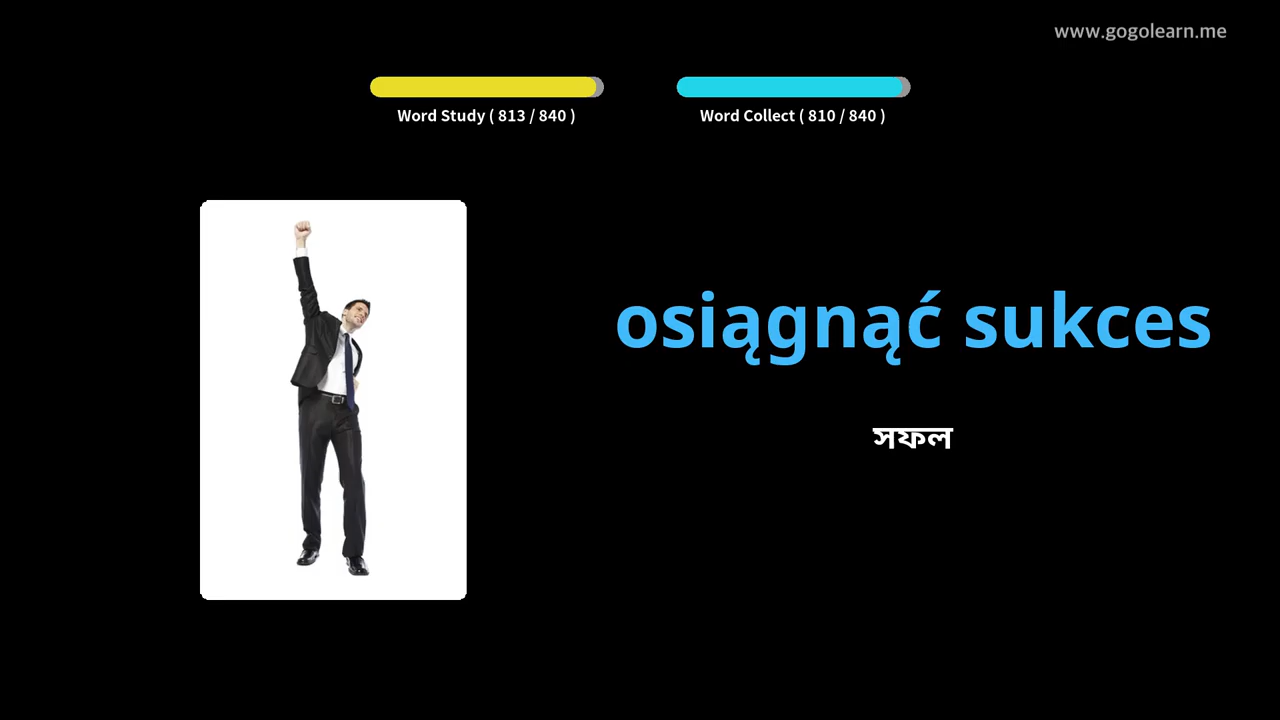 www.gogolearn.me
Word Study ( 813 / 840 )
Word Collect ( 810 / 840 )
osiągnąć sukces
সফল